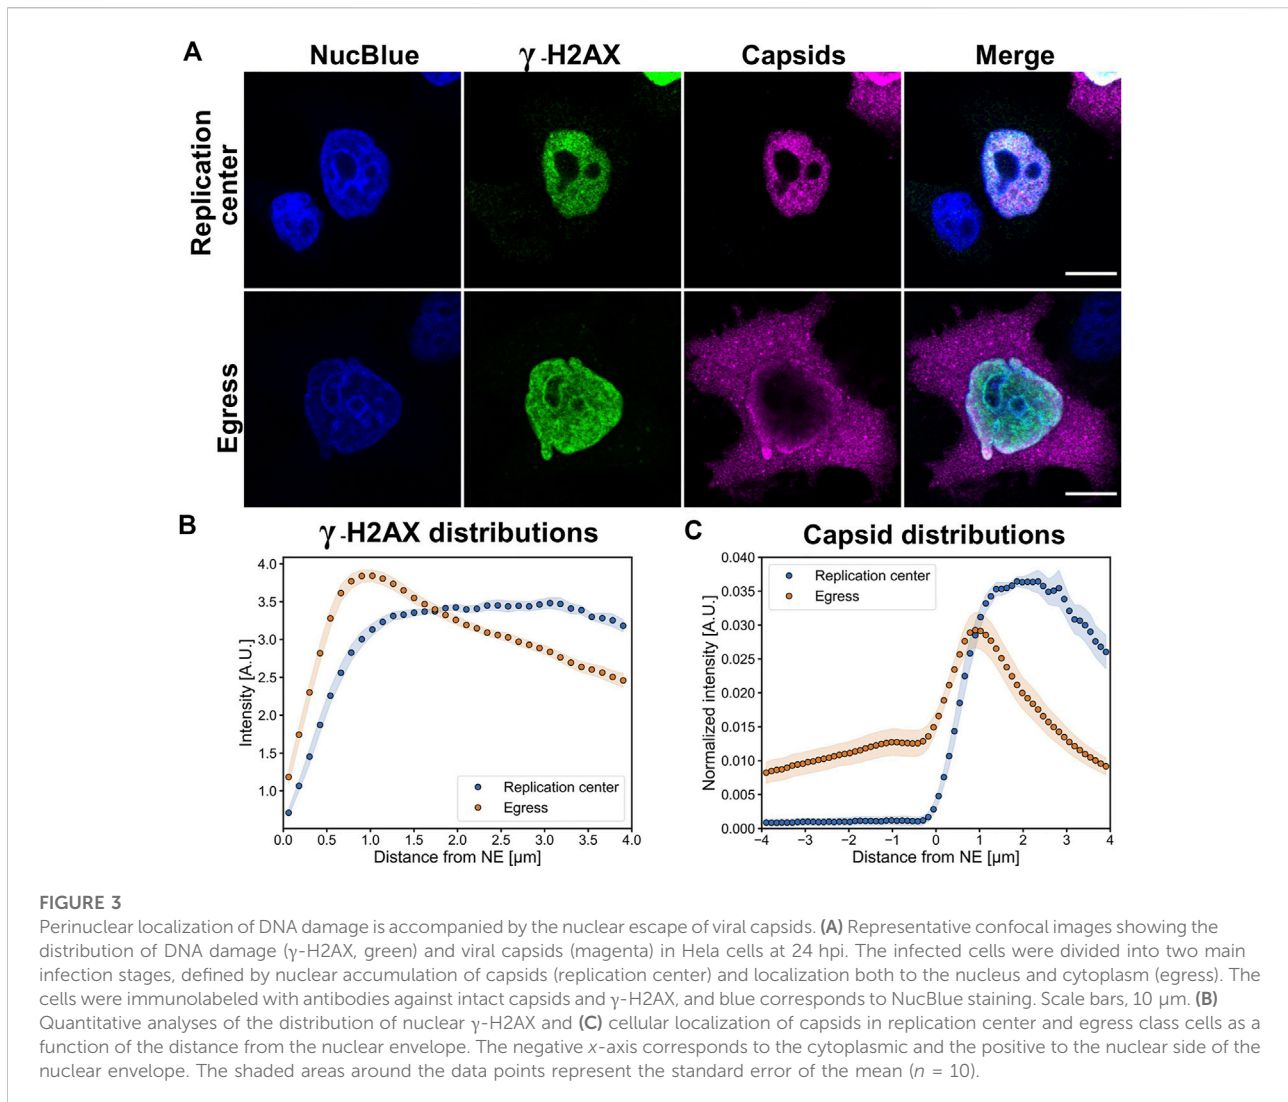 A
NucBlue
γ-H2AX
Capsids
Merge
Replication
center
Egress
B
γ-H2AX distributions
Intensity [A.U.]
4.0
3.5
3.0
2.5
2.0
1.5
1.0
Replication center
Egress
0.0 0.5 1.0 1.5 2.0 2.5 3.0 3.5 4.0
Distance from NE [µm]
C
Capsid distributions
Normalized intensity [A.U.]
0.040
0.035
0.030
0.025
0.020
0.015
0.010
0.005
0.000
Replication center
Egress
−4 −3 −2 −1 0 1 2 3 4
Distance from NE [µm]
FIGURE 3
Perinuclear localization of DNA damage is accompanied by the nuclear escape of viral capsids. (A) Representative confocal images showing the
distribution of DNA damage (γ-H2AX, green) and viral capsids (magenta) in Hela cells at 24 hpi. The infected cells were divided into two main
infection stages, defined by nuclear accumulation of capsids (replication center) and localization both to the nucleus and cytoplasm (egress). The
cells were immunolabeled with antibodies against intact capsids and γ-H2AX, and blue corresponds to NucBlue staining. Scale bars, 10 µm. (B)
Quantitative analyses of the distribution of nuclear γ-H2AX and (C) cellular localization of capsids in replication center and egress class cells as a
function of the distance from the nuclear envelope. The negative x-axis corresponds to the cytoplasmic and the positive to the nuclear side of the
nuclear envelope. The shaded areas around the data points represent the standard error of the mean (n = 10).